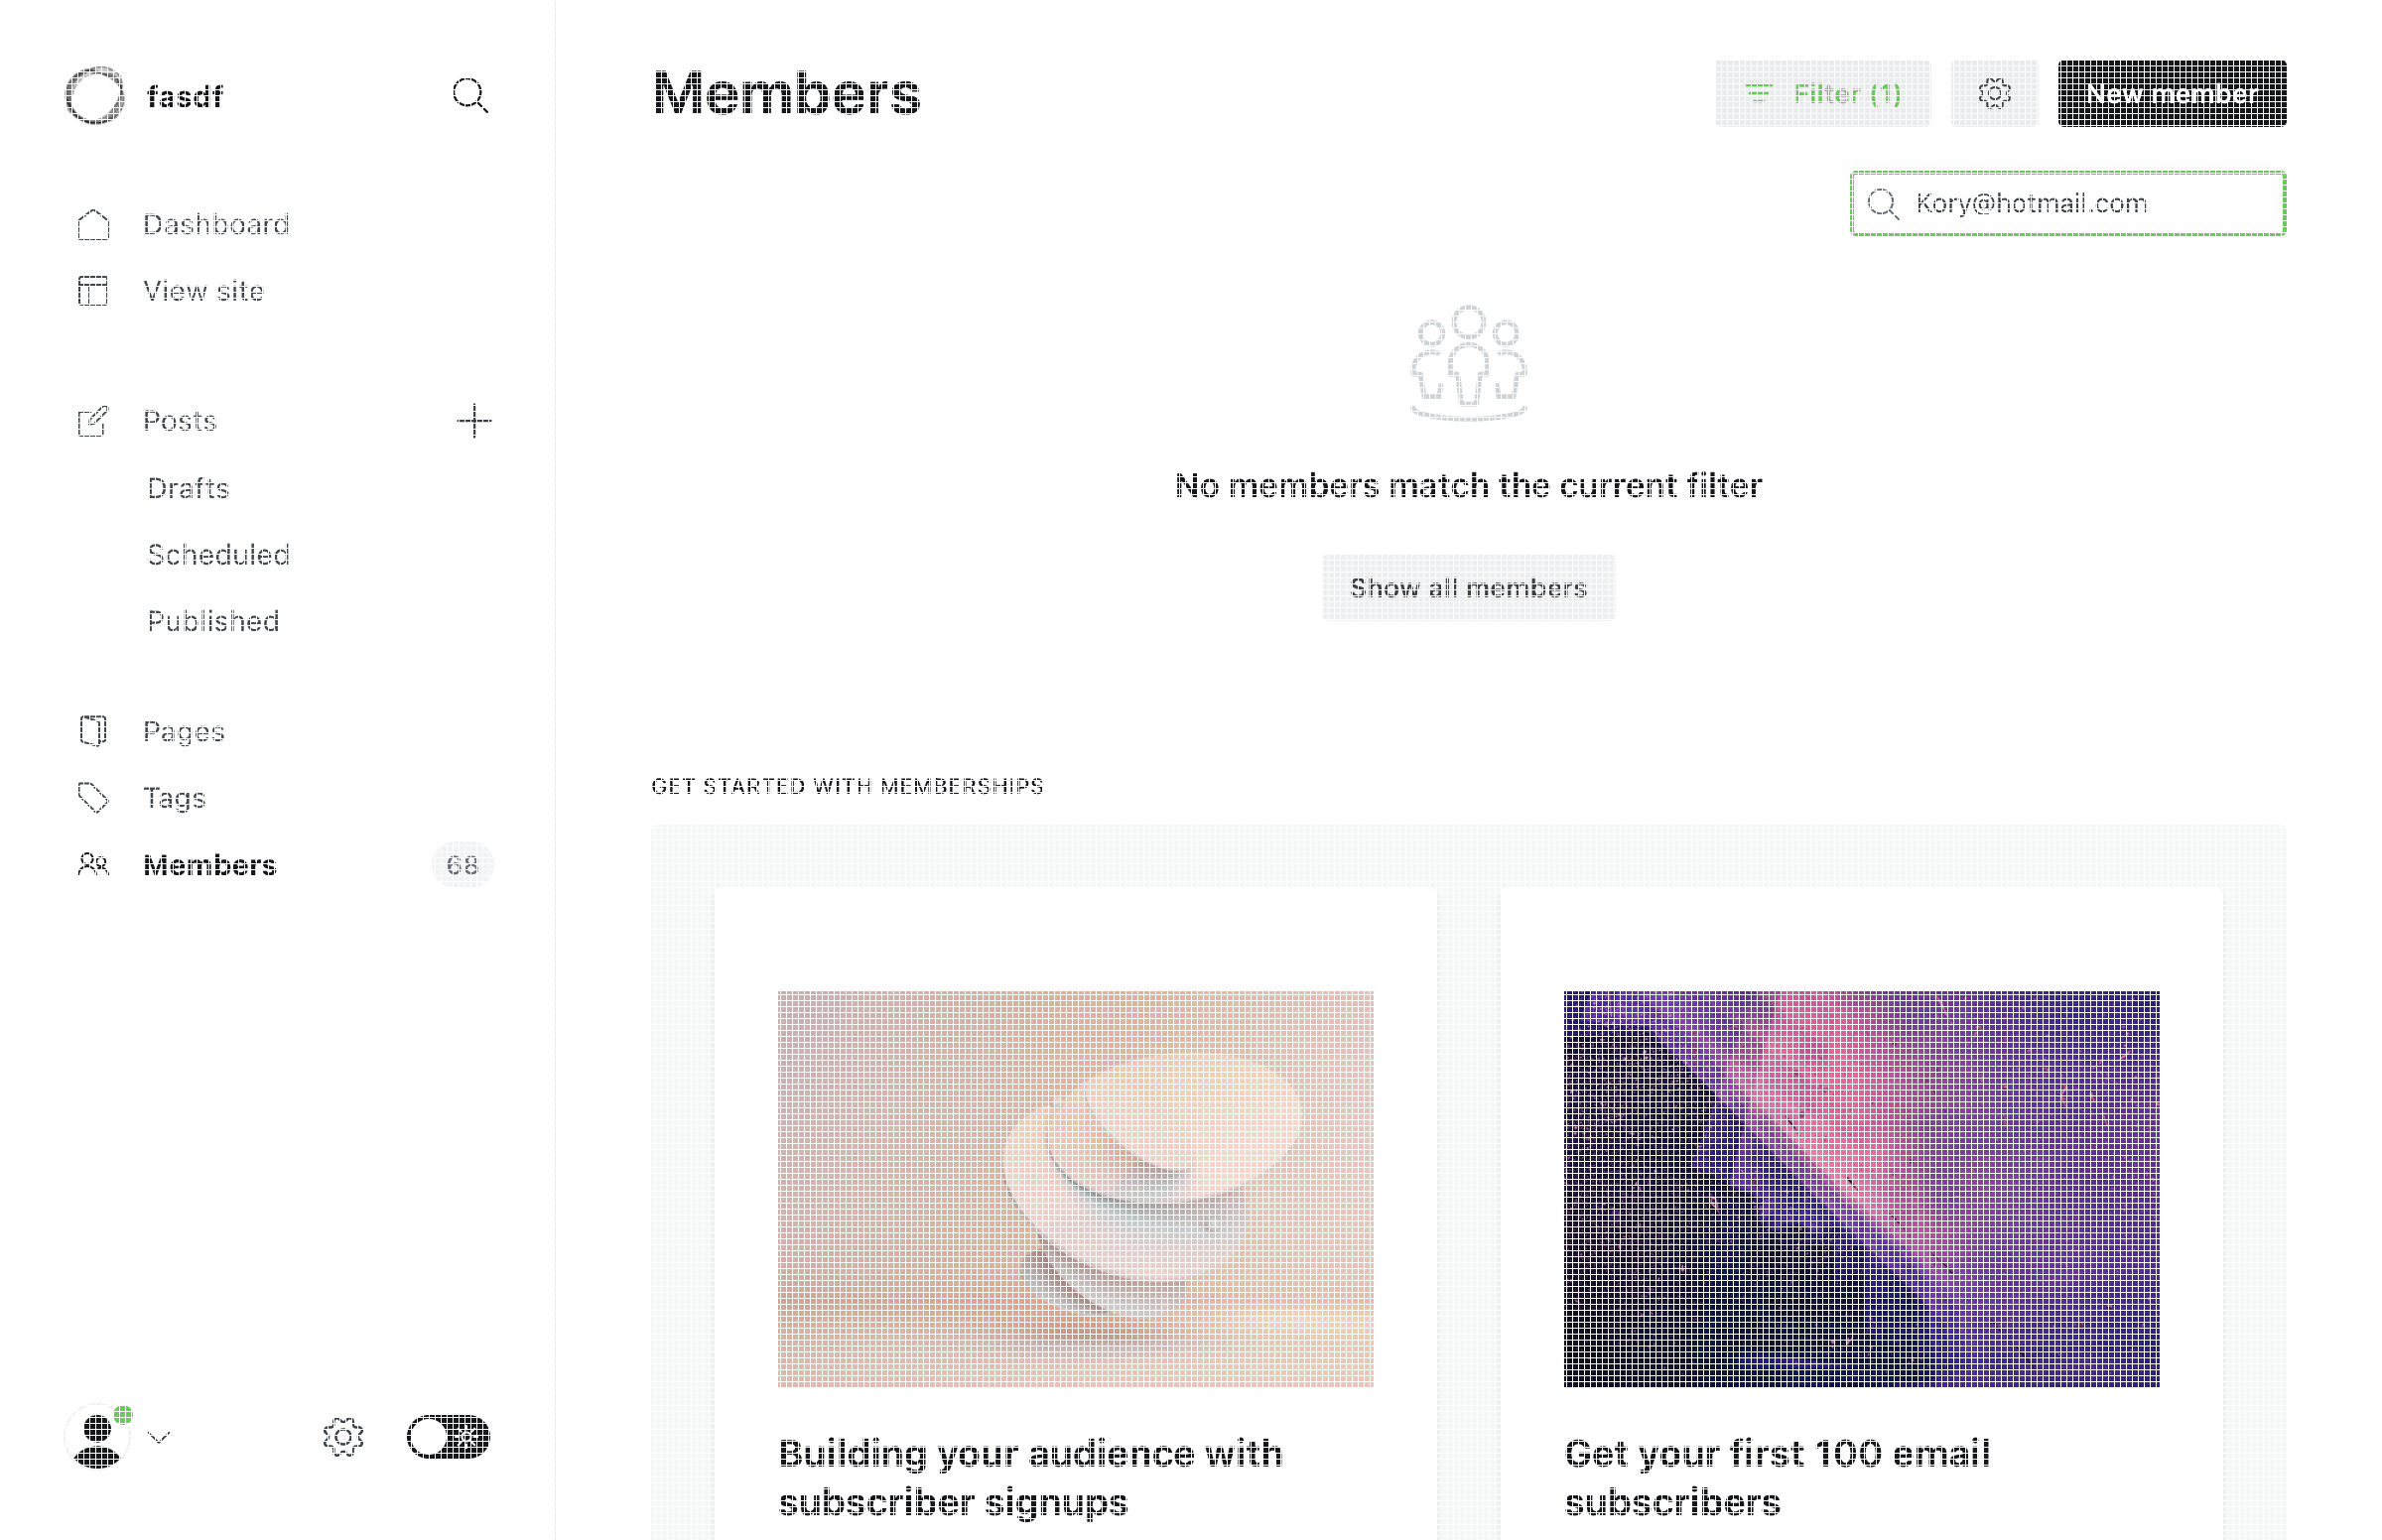 fasdf
Dashboard
View site
Posts
Drafts
Scheduled
Published
Pages
Tags
Members
68
Members
Filter (1)
New member
Kory@hotmail.com
No members match the current filter
Show all members
GET STARTED WITH MEMBERSHIPS
Building your audience with
subscriber signups
Get your first 100 email
subscribers